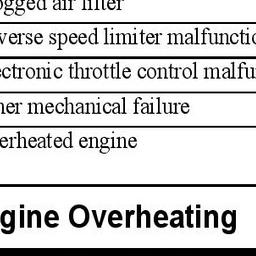 ogged air filter
verse speed limiter malfunctio
ectronic throttle control malfu
her mechanical failure
erheated engine
gine Overheating